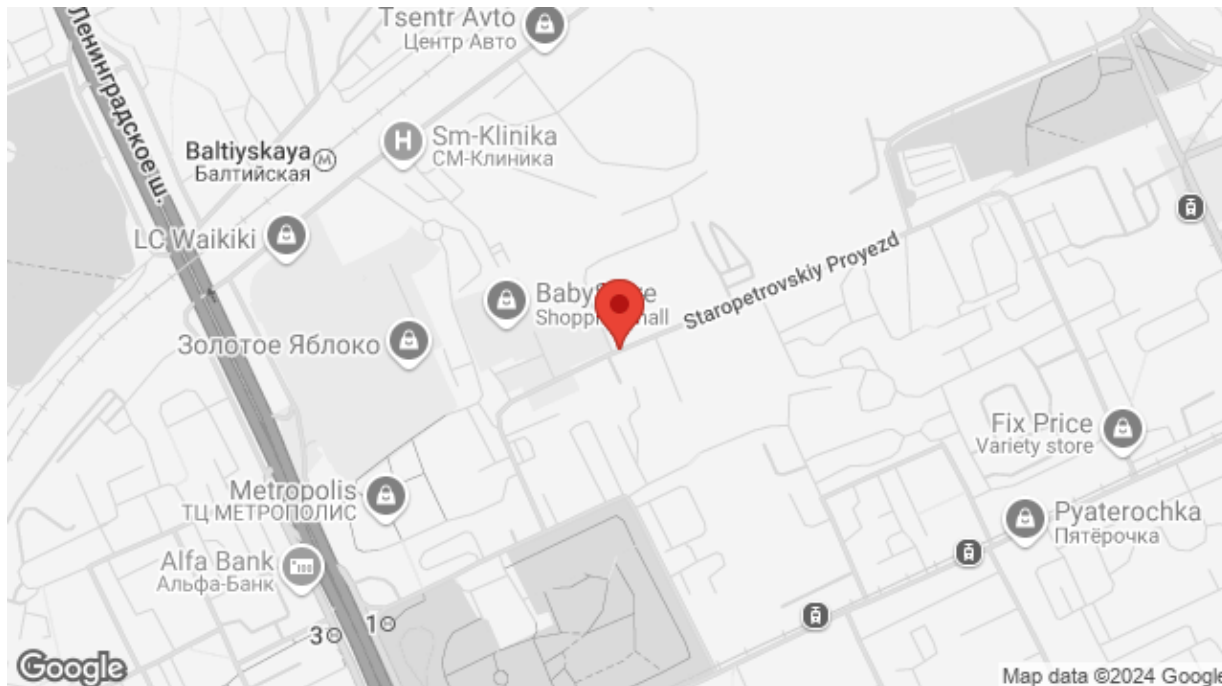 Tsentr Avto
Центр Авто
Ленинградское ш.
Sm-Klinika
СМ-Клиника
Baltiyskaya
Балтийская
M
H
LC Waikiki
Staropetrovskiy Proyezd
Shopping
Золотое Яблоко
Fix Price
Variety store
Metropolis
ТЦ МЕТРОПОЛИС
Pyaterochka
Пятёрочка
Alfa Bank
Альфа-Банк
3
1
Google
Map data ©2024 Google